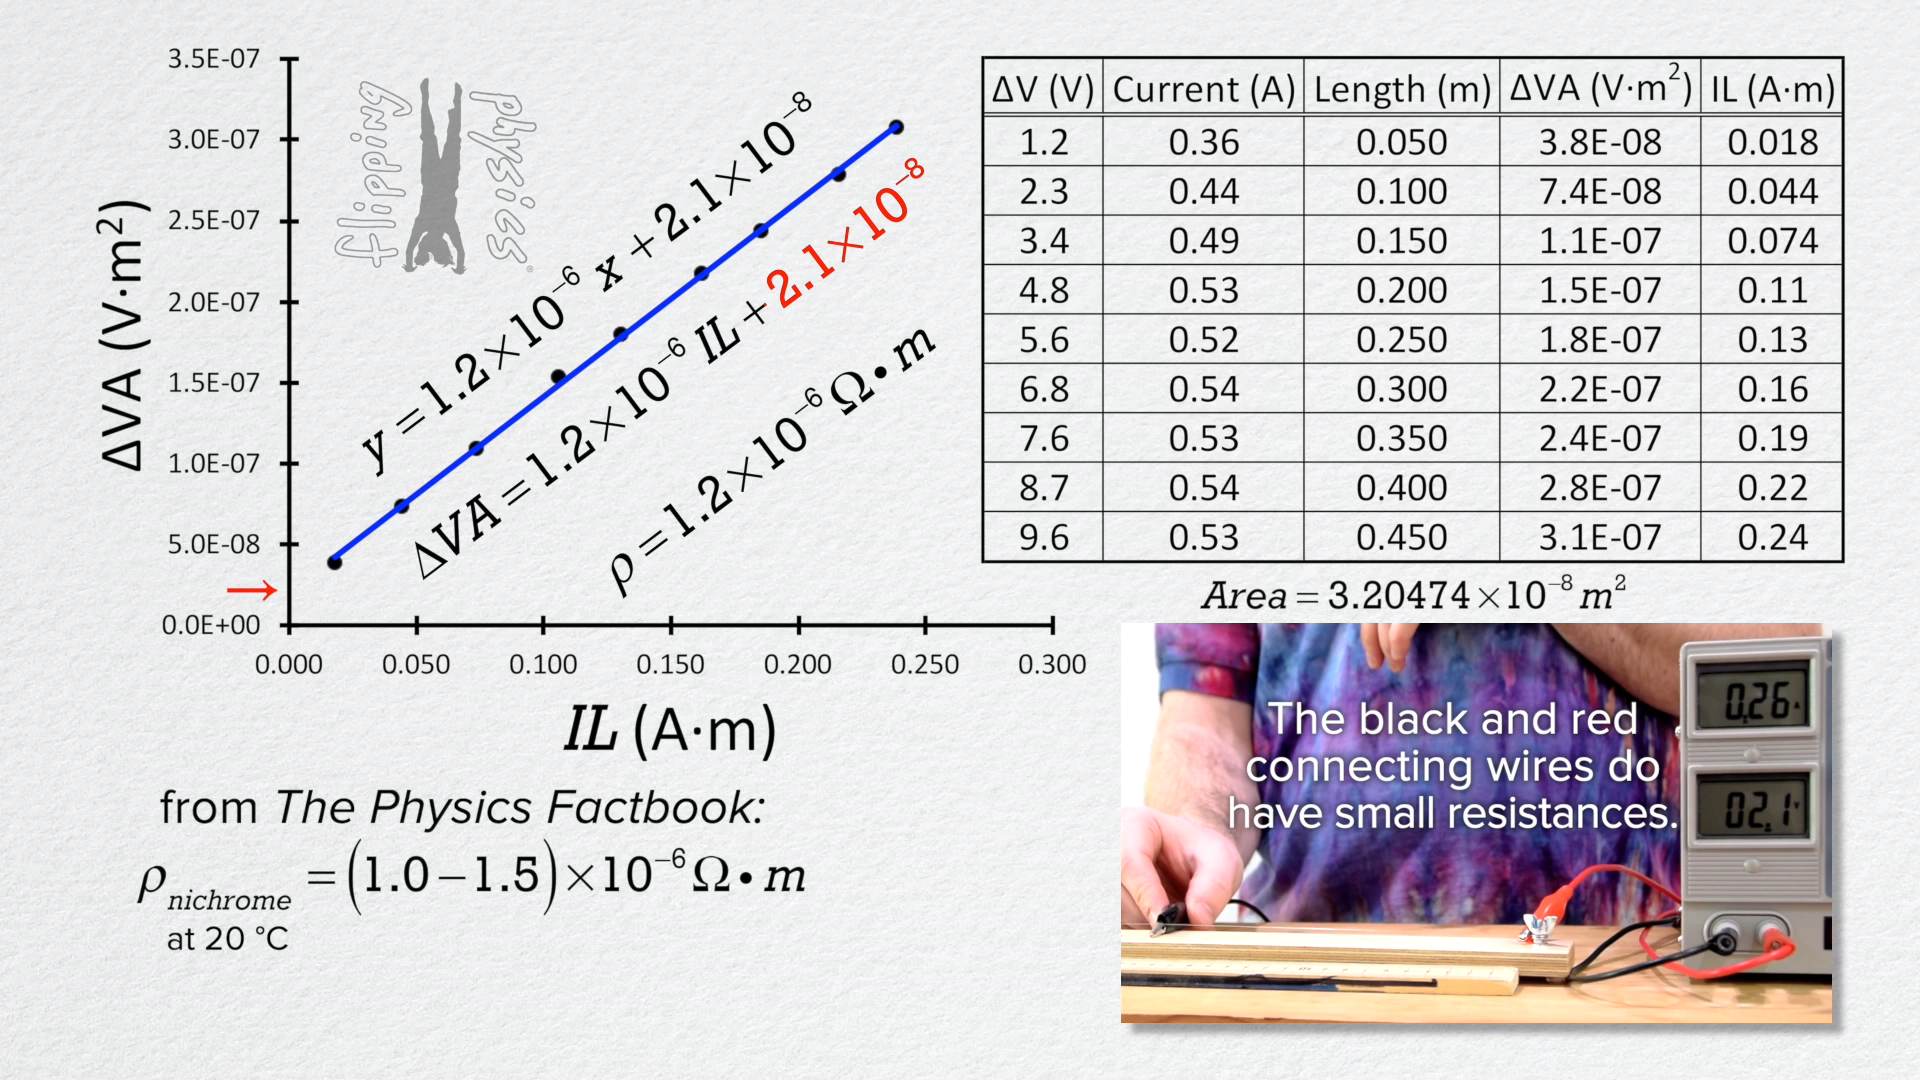 flipping
physics
®
3.5E-07
3.0E-07
2.5E-07
2.0E-07
1.5E-07
1.0E-07
5.0E-08
0.0E+00
ΔVA (V·m²)
0.000 0.050 0.100 0.150 0.200 0.250 0.300
IL (A·m)
y = 1.2×10⁻⁶ x + 2.1×10⁻⁸
ΔVA = 1.2×10⁻⁶ IL + 2.1×10⁻⁸
ρ = 1.2×10⁻⁶ Ω • m
→
ΔV (V) Current (A) Length (m) ΔVA (V·m²) IL (A·m)
1.2 0.36 0.050 3.8E-08 0.018
2.3 0.44 0.100 7.4E-08 0.044
3.4 0.49 0.150 1.1E-07 0.074
4.8 0.53 0.200 1.5E-07 0.11
5.6 0.52 0.250 1.8E-07 0.13
6.8 0.54 0.300 2.2E-07 0.16
7.6 0.53 0.350 2.4E-07 0.19
8.7 0.54 0.400 2.8E-07 0.22
9.6 0.53 0.450 3.1E-07 0.24
Area = 3.20474×10⁻⁸ m²
The black and red
connecting wires do
have small resistances.
0.26 A
02.1 V
from The Physics Factbook:
ρ nichrome = (1.0 – 1.5)×10⁻⁶ Ω • m
at 20 °C